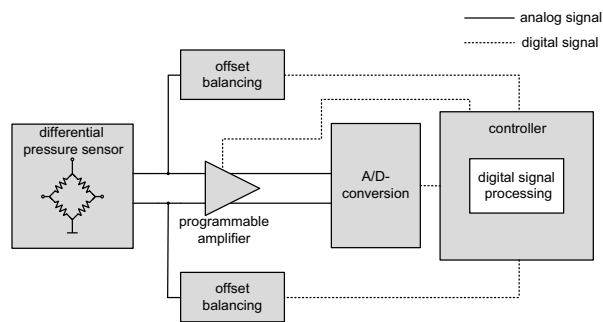 analog signal
digital signal
offset
balancing
differential
pressure sensor
controller
A/D-
conversion
digital signal
processing
programmable
amplifier
offset
balancing